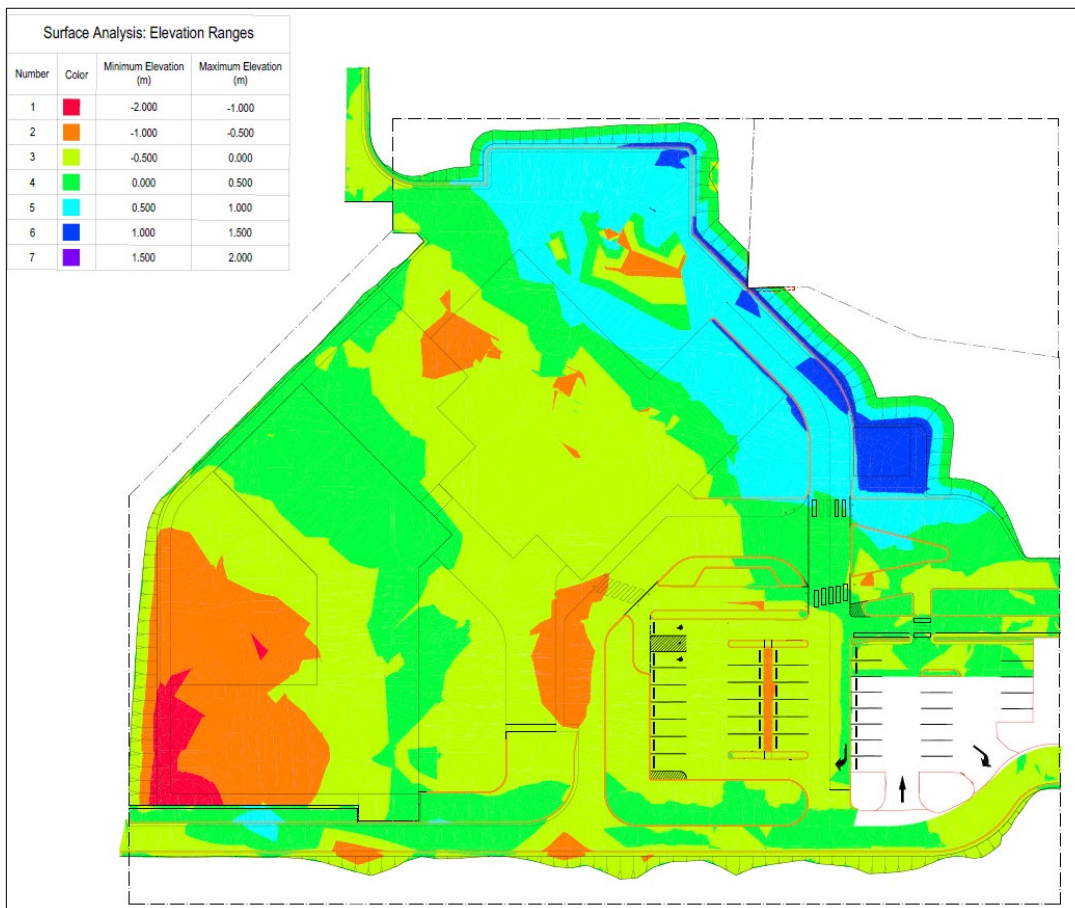 Surface Analysis: Elevation Ranges
Number Color Minimum Elevation (m) Maximum Elevation (m)
1 -2.000 -1.000
2 -1.000 -0.500
3 -0.500 0.000
4 0.000 0.500
5 0.500 1.000
6 1.000 1.500
7 1.500 2.000